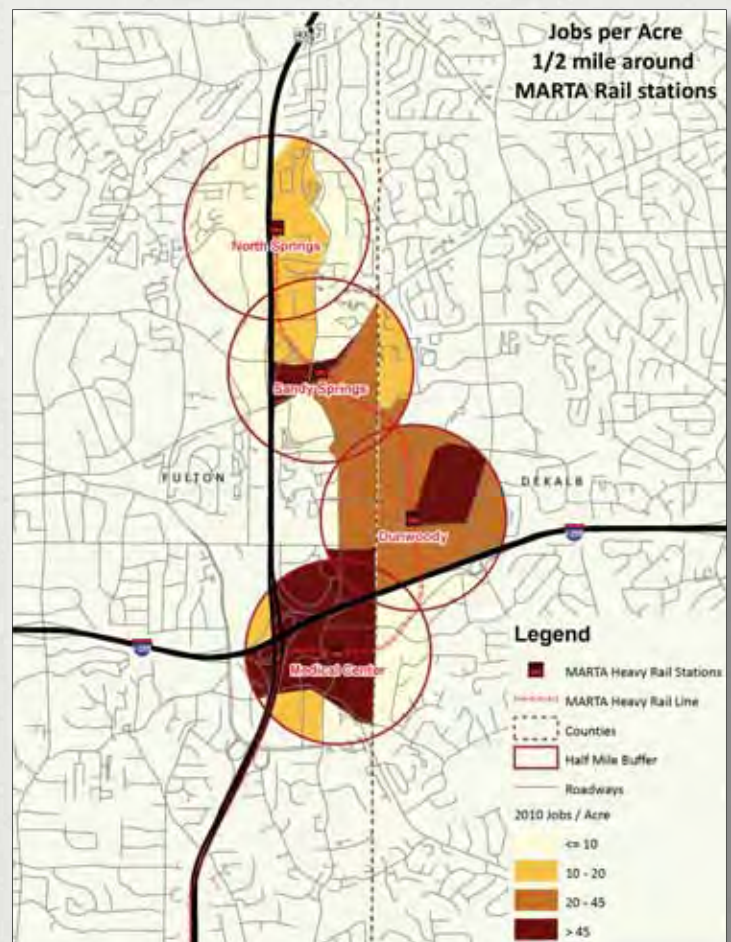 Jobs per Acre
1/2 mile around
MARTA Rail stations
North Springs
Sandy Springs
FULTON
DEKALB
Dunwoody
Medical Center
Legend
MARTA Heavy Rail Stations
MARTA Heavy Rail Line
Counties
Half Mile Buffer
Roadways
2010 Jobs / Acre
<= 10
10 - 20
20 - 45
> 45